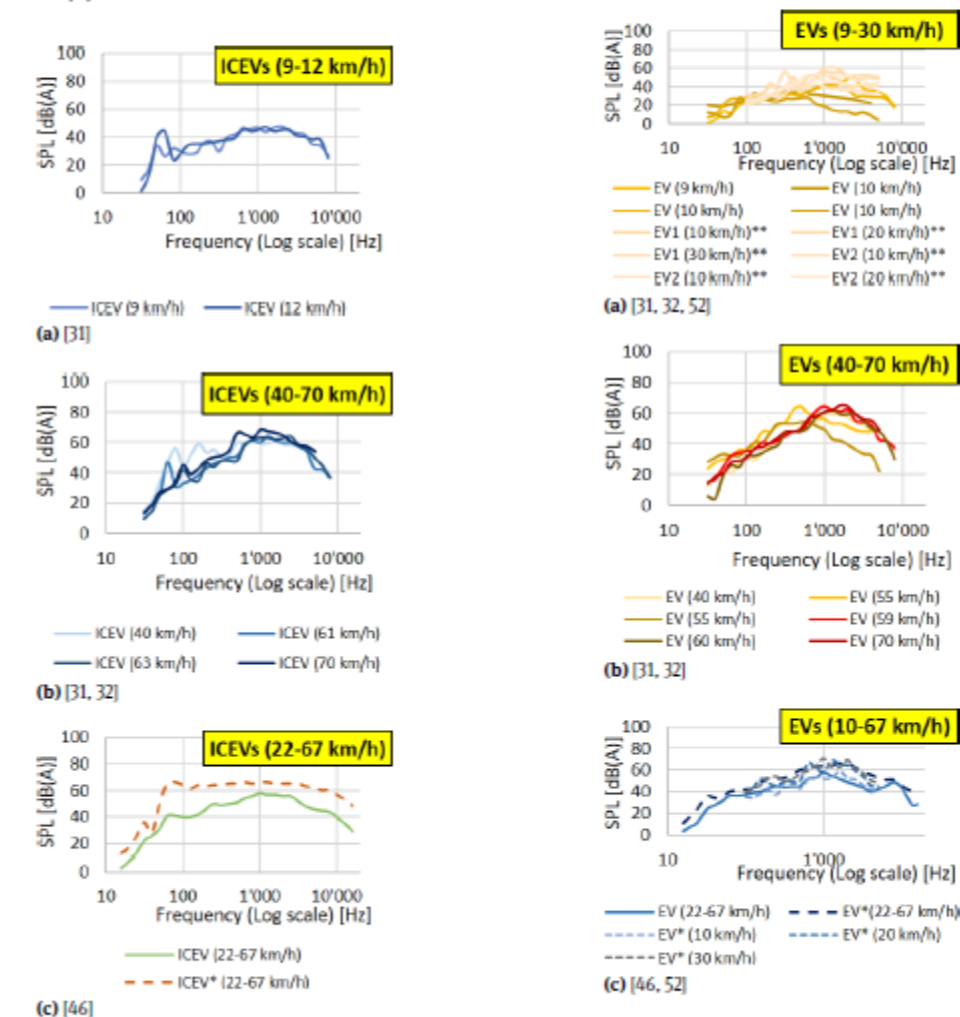 ICEVs (9-12 km/h)
SPL [dB(A)]
100
80
60
40
20
0
10 100 1'000 10'000
Frequency (Log scale) [Hz]
ICEV (9 km/h) ICEV (12 km/h)
(a) [31]
ICEVs (40-70 km/h)
SPL [dB(A)]
100
80
60
40
20
0
10 100 1'000 10'000
Frequency (Log scale) [Hz]
ICEV (40 km/h) ICEV (61 km/h)
ICEV (63 km/h) ICEV (70 km/h)
(b) [31, 32]
ICEVs (22-67 km/h)
SPL [dB(A)]
100
80
60
40
20
0
10 100 1'000 10'000
Frequency (Log scale) [Hz]
ICEV (22-67 km/h)
ICEV* (22-67 km/h)
(c) [46]
EVs (9-30 km/h)
SPL [dB(A)]
100
80
60
40
20
0
10 100 1'000 10'000
Frequency (Log scale) [Hz]
EV (9 km/h) EV (10 km/h)
EV (10 km/h) EV (10 km/h)
EV1 (10 km/h)** EV1 (20 km/h)**
EV1 (30 km/h)** EV2 (10 km/h)**
EV2 (10 km/h)** EV2 (20 km/h)**
(a) [31, 32, 52]
EVs (40-70 km/h)
SPL [dB(A)]
100
80
60
40
20
0
10 100 1'000 10'000
Frequency (Log scale) [Hz]
EV (40 km/h) EV (55 km/h)
EV (55 km/h) EV (59 km/h)
EV (60 km/h) EV (70 km/h)
(b) [31, 32]
EVs (10-67 km/h)
SPL [dB(A)]
100
80
60
40
20
0
10 1'000
Frequency (Log scale) [Hz]
EV (22-67 km/h) EV*(22-67 km/h)
EV* (10 km/h) EV* (20 km/h)
EV* (30 km/h)
(c) [46, 52]